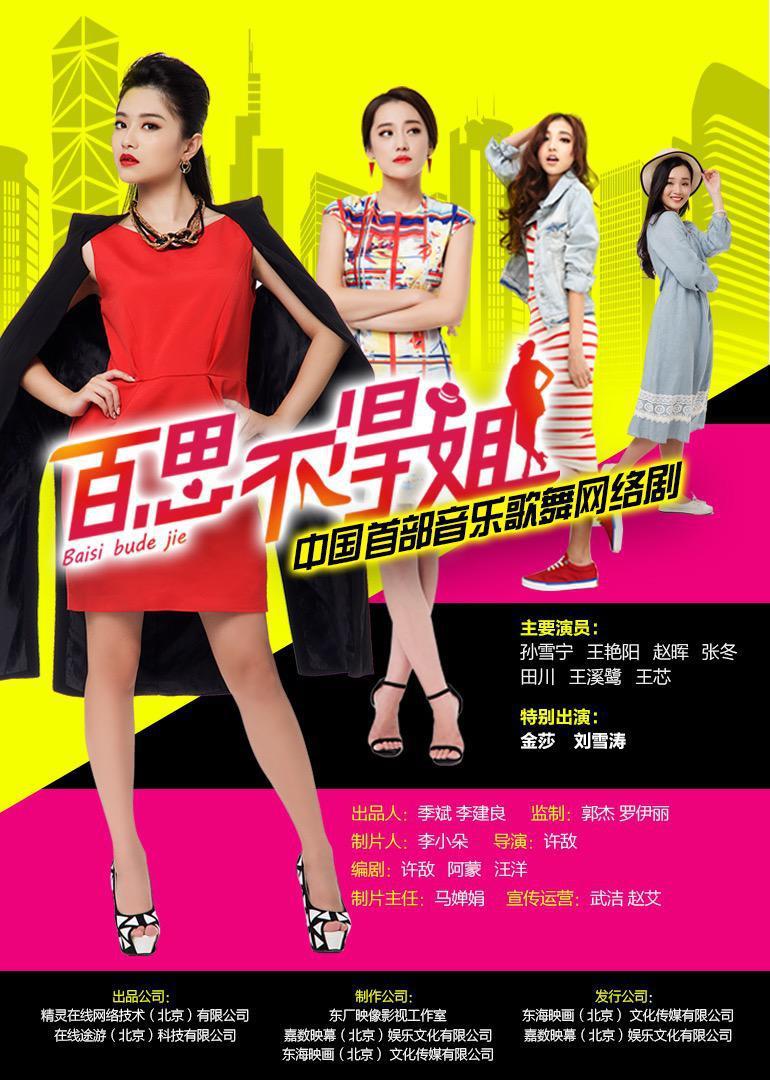 百思不得姐
Baisi bude jie
中国首部音乐歌舞网络剧
主要演员：
孙雪宁 王艳阳 赵晖 张冬
田川 王溪鹭 王芯
特别出演：
金莎 刘雪涛
出品人：季斌 李建良 监制：郭杰 罗伊丽
制片人：李小朵 导演：许敌
编剧：许敌 阿蒙 汪洋
制片主任：马婵娟 宣传运营：武洁 赵艾
出品公司：
精灵在线网络技术（北京）有限公司
在线途游（北京）科技有限公司
制作公司：
东厂映像影视工作室
嘉数映幕（北京）娱乐文化有限公司
东海映画（北京） 文化传媒有限公司
发行公司：
东海映画（北京） 文化传媒有限公司
嘉数映幕（北京）娱乐文化有限公司